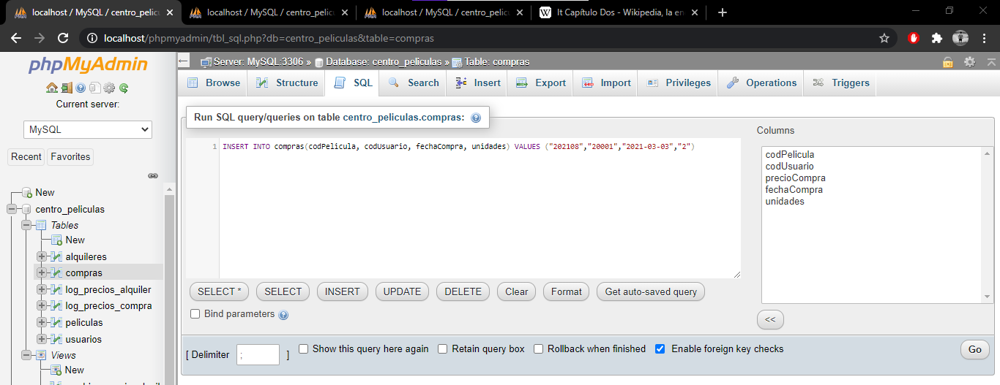 localhost / MySQL / centro_pelicu
localhost / MySQL / centro_pelicu
localhost / MySQL / centro_pelicu
It Capítulo Dos - Wikipedia, la en
localhost/phpmyadmin/tbl_sql.php?db=centro_peliculas&table=compras
phpMyAdmin
Current server:
MySQL
Recent
Favorites
New
centro_peliculas
Tables
New
alquileres
compras
log_precios_alquiler
log_precios_compra
peliculas
usuarios
Views
New
Server: MySQL:3306 » Database: centro_peliculas » Table: compras
Browse
Structure
SQL
Search
Insert
Export
Import
Privileges
Operations
Triggers
Run SQL query/queries on table centro_peliculas.compras:
1 INSERT INTO compras(codPelicula, codUsuario, fechaCompra, unidades) VALUES ("202108","20001","2021-03-03","2")
Columns
codPelicula
codUsuario
precioCompra
fechaCompra
unidades
SELECT *
SELECT
INSERT
UPDATE
DELETE
Clear
Format
Get auto-saved query
<<
Bind parameters
[ Delimiter ; ]
Show this query here again
Retain query box
Rollback when finished
Enable foreign key checks
Go